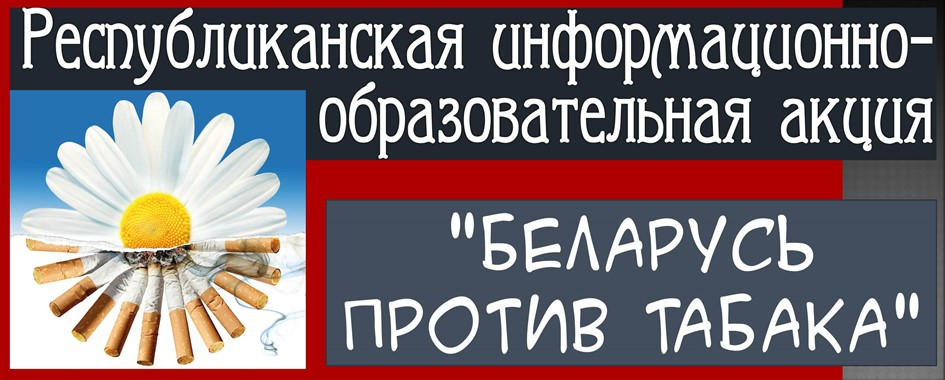 Республиканская информационно-
образовательная акция
"БЕЛАРУСЬ
ПРОТИВ ТАБАКА"